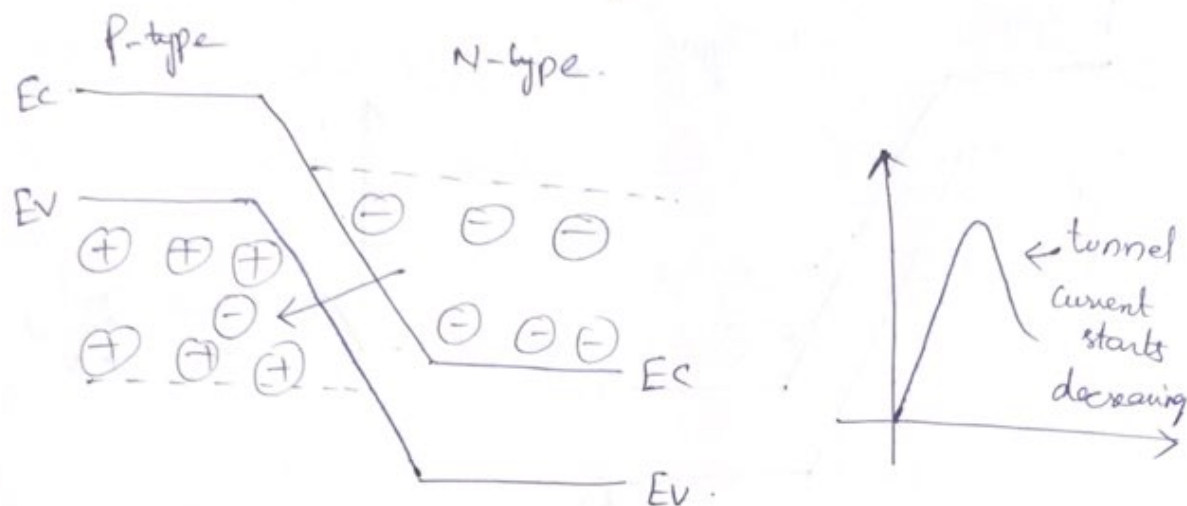 P-type
N-type.
Ec
Ev
+ + +
- - -
-
+ + +
- - -
Ec
Ev.
tunnel
current
starts
decreasing